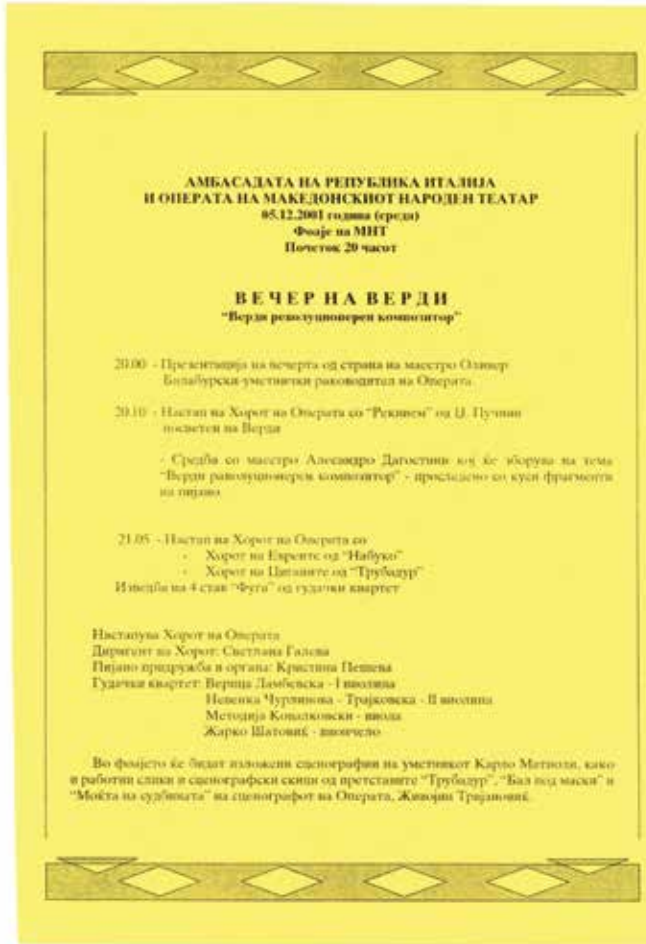 АМБАСАДАТА НА РЕПУБЛИКА ИТАЛИЈА
И ОПЕРАТА НА МАКЕДОНСКИОТ НАРОДЕН ТЕАТАР
05.12.2001 година (среда)
Фоаје на МНТ
Почеток 20 часот
ВЕЧЕР НА ВЕРДИ
“Верди револуционерен композитор”
20.00 - Презентација на вечерта од страна на маестро Оливер
Балабурски-уметнички раководител на Операта
20.10 - Настап на Хорот на Операта со “Реквием” од Џ. Пучини
посветен на Верди
- Средба со маестро Алесандро Дагостини кој ќе зборува на тема
“Верди револуционерен композитор” - проследено со куси фрагменти
на пијано
21.05 - Настап на Хорот на Операта со
- Хорот на Евреите од “Набуко”
- Хорот на Циганите од “Трубадур”
Изведба на 4 став “Фуга” од гудачки квартет
Настапува Хорот на Операта
Диригент на Хорот: Светлана Галева
Пијано придружба и органа: Кристина Пешева
Гудачки квартет: Верица Ламбевска - I виолина
Невенка Чурлинова - Трајковска - II виолина
Методија Ковалковски - виола
Жарко Шатовиќ - виончело
Во фоајето ќе бидат изложени сценографии на уметникот Карло Матиоли, како
и работни слики и сценографски скици од претставите “Трубадур”, “Бал под маски” и
“Моќта на судбината” на сценографот на Операта, Живојин Трајановиќ.